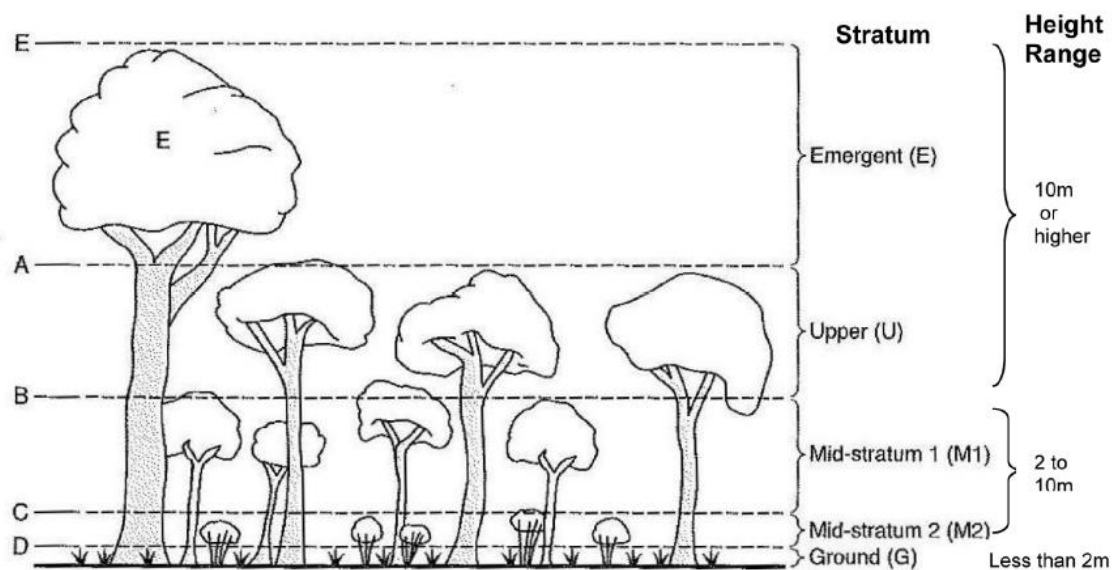 Stratum
Height
Range
E
E
Emergent (E)
10m
or
higher
A
Upper (U)
B
Mid-stratum 1 (M1)
2 to
10m
C
Mid-stratum 2 (M2)
D
Ground (G)
Less than 2m